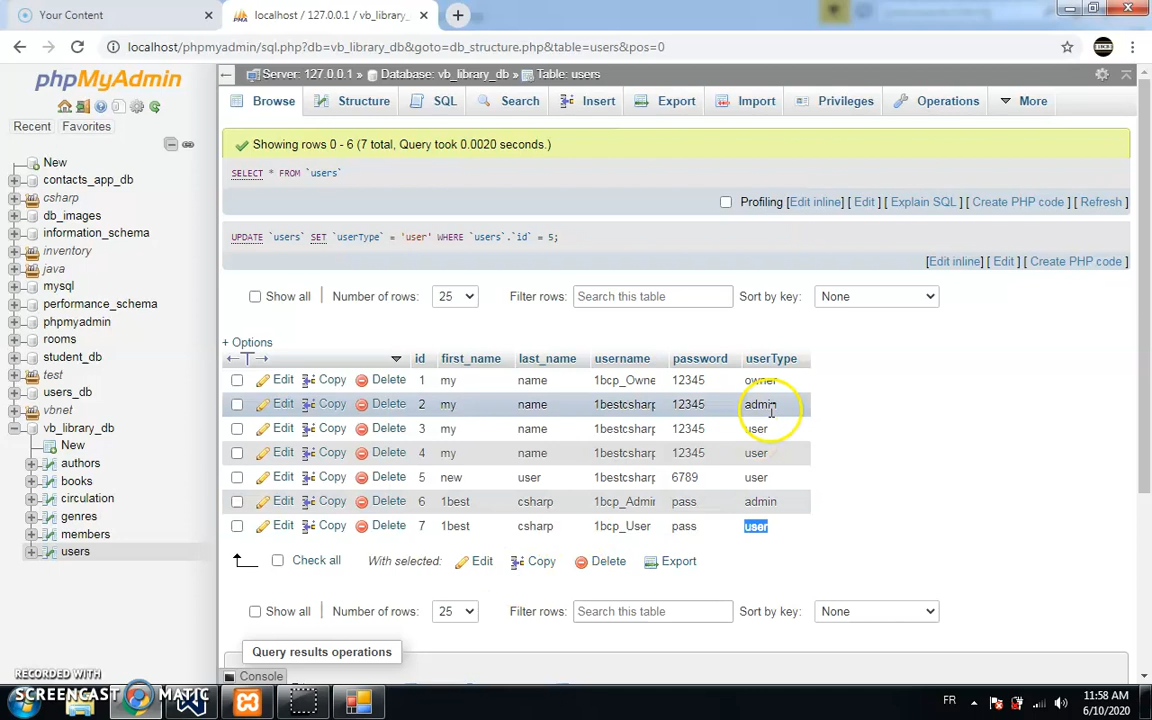 Your Content
localhost / 127.0.0.1 / vb_library_
localhost/phpmyadmin/sql.php?db=vb_library_db&goto=db_structure.php&table=users&pos=0
phpMyAdmin
Recent
Favorites
New
contacts_app_db
csharp
db_images
information_schema
inventory
java
mysql
performance_schema
phpmyadmin
rooms
student_db
test
users_db
vbnet
vb_library_db
New
authors
books
circulation
genres
members
users
Server: 127.0.0.1 » Database: vb_library_db » Table: users
Browse Structure SQL Search Insert Export Import Privileges Operations More
Showing rows 0 - 6 (7 total, Query took 0.0020 seconds.)
SELECT * FROM `users`
Profiling [Edit inline] [ Edit ] [ Explain SQL ] [ Create PHP code ] [ Refresh ]
UPDATE `users` SET `userType` = 'user' WHERE `users`.`id` = 5;
[Edit inline] [ Edit ] [ Create PHP code ]
Show all Number of rows: 25 Filter rows: Search this table Sort by key: None
+ Options
id first_name last_name username password userType
Edit Copy Delete 1 my name 1bcp_Owne 12345 owner
Edit Copy Delete 2 my name 1bestcsharp 12345 admin
Edit Copy Delete 3 my name 1bestcsharp 12345 user
Edit Copy Delete 4 my name 1bestcsharp 12345 user
Edit Copy Delete 5 new user 1bestcsharp 6789 user
Edit Copy Delete 6 1best csharp 1bcp_Admin pass admin
Edit Copy Delete 7 1best csharp 1bcp_User pass user
Check all With selected: Edit Copy Delete Export
Show all Number of rows: 25 Filter rows: Search this table Sort by key: None
Query results operations
Console
RECORDED WITH
SCREENCAST MATIC
FR
11:58 AM
6/10/2020